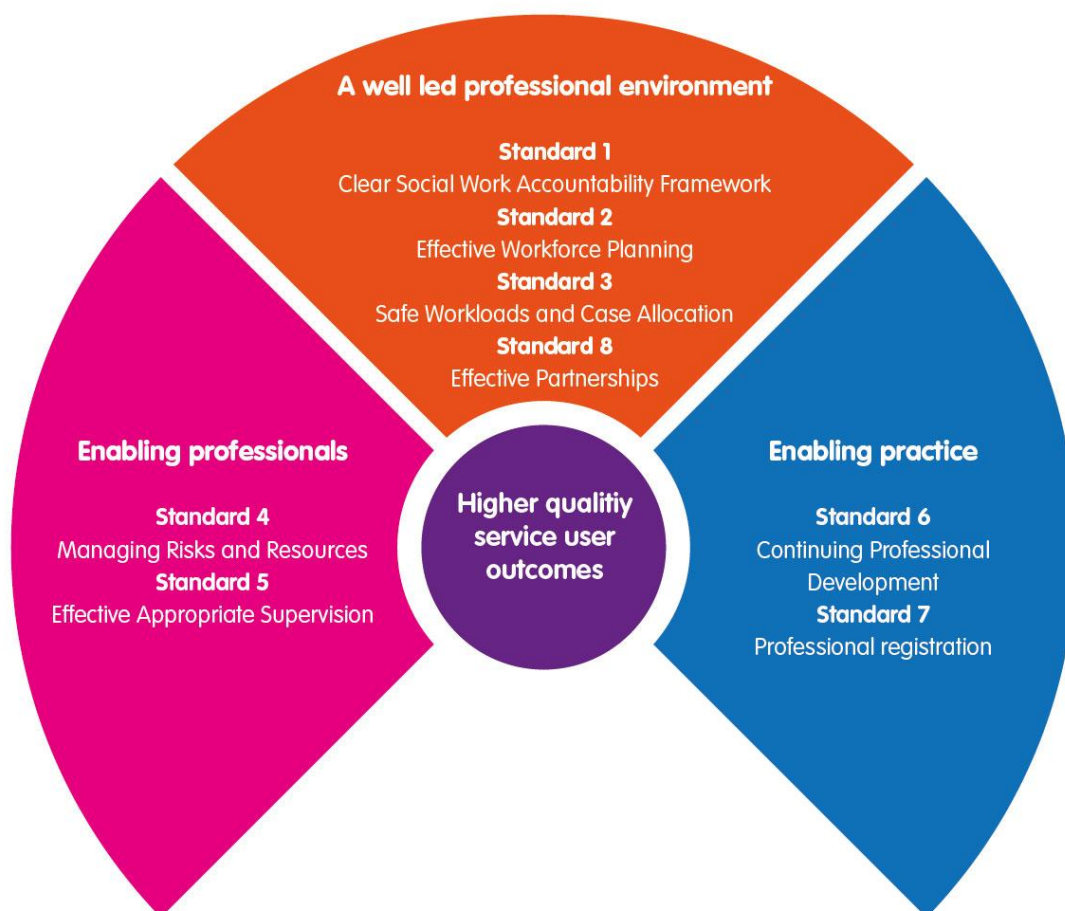 A well led professional environment
Standard 1
Clear Social Work Accountability Framework
Standard 2
Effective Workforce Planning
Standard 3
Safe Workloads and Case Allocation
Standard 8
Effective Partnerships
Enabling professionals
Standard 4
Managing Risks and Resources
Standard 5
Effective Appropriate Supervision
Higher qualitiy
service user
outcomes
Enabling practice
Standard 6
Continuing Professional
Development
Standard 7
Professional registration